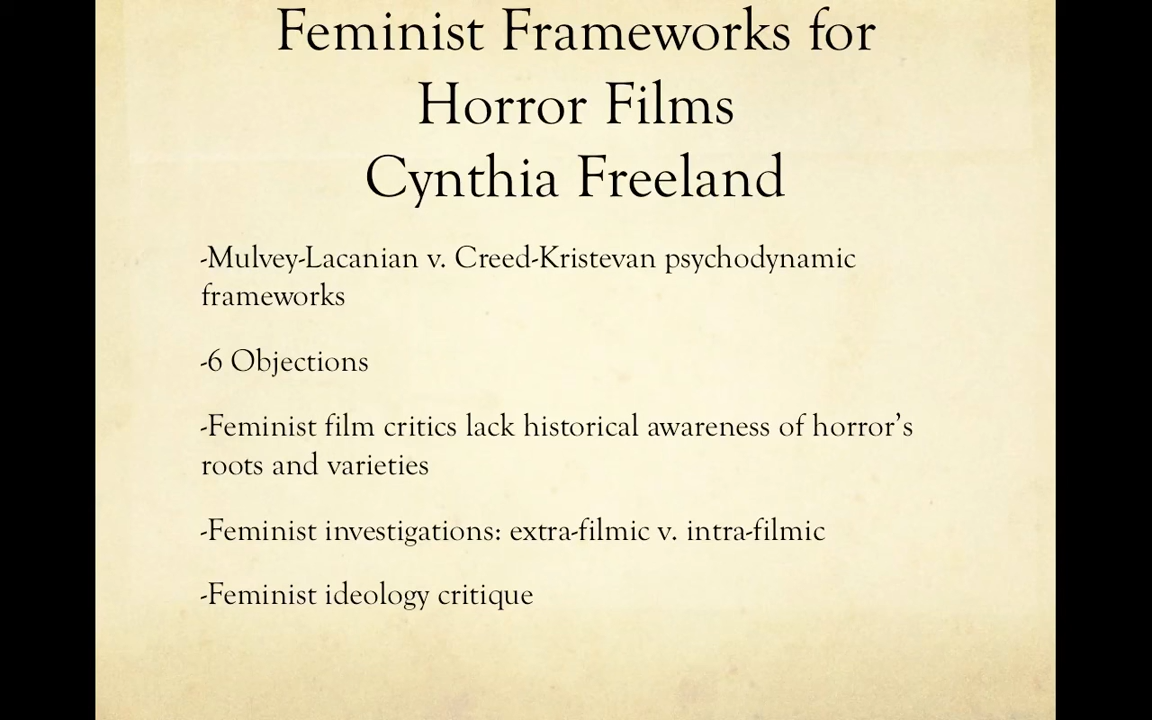 Feminist Frameworks for
Horror Films
Cynthia Freeland
-Mulvey-Lacanian v. Creed-Kristevan psychodynamic
frameworks
-6 Objections
-Feminist film critics lack historical awareness of horror’s
roots and varieties
-Feminist investigations: extra-filmic v. intra-filmic
-Feminist ideology critique